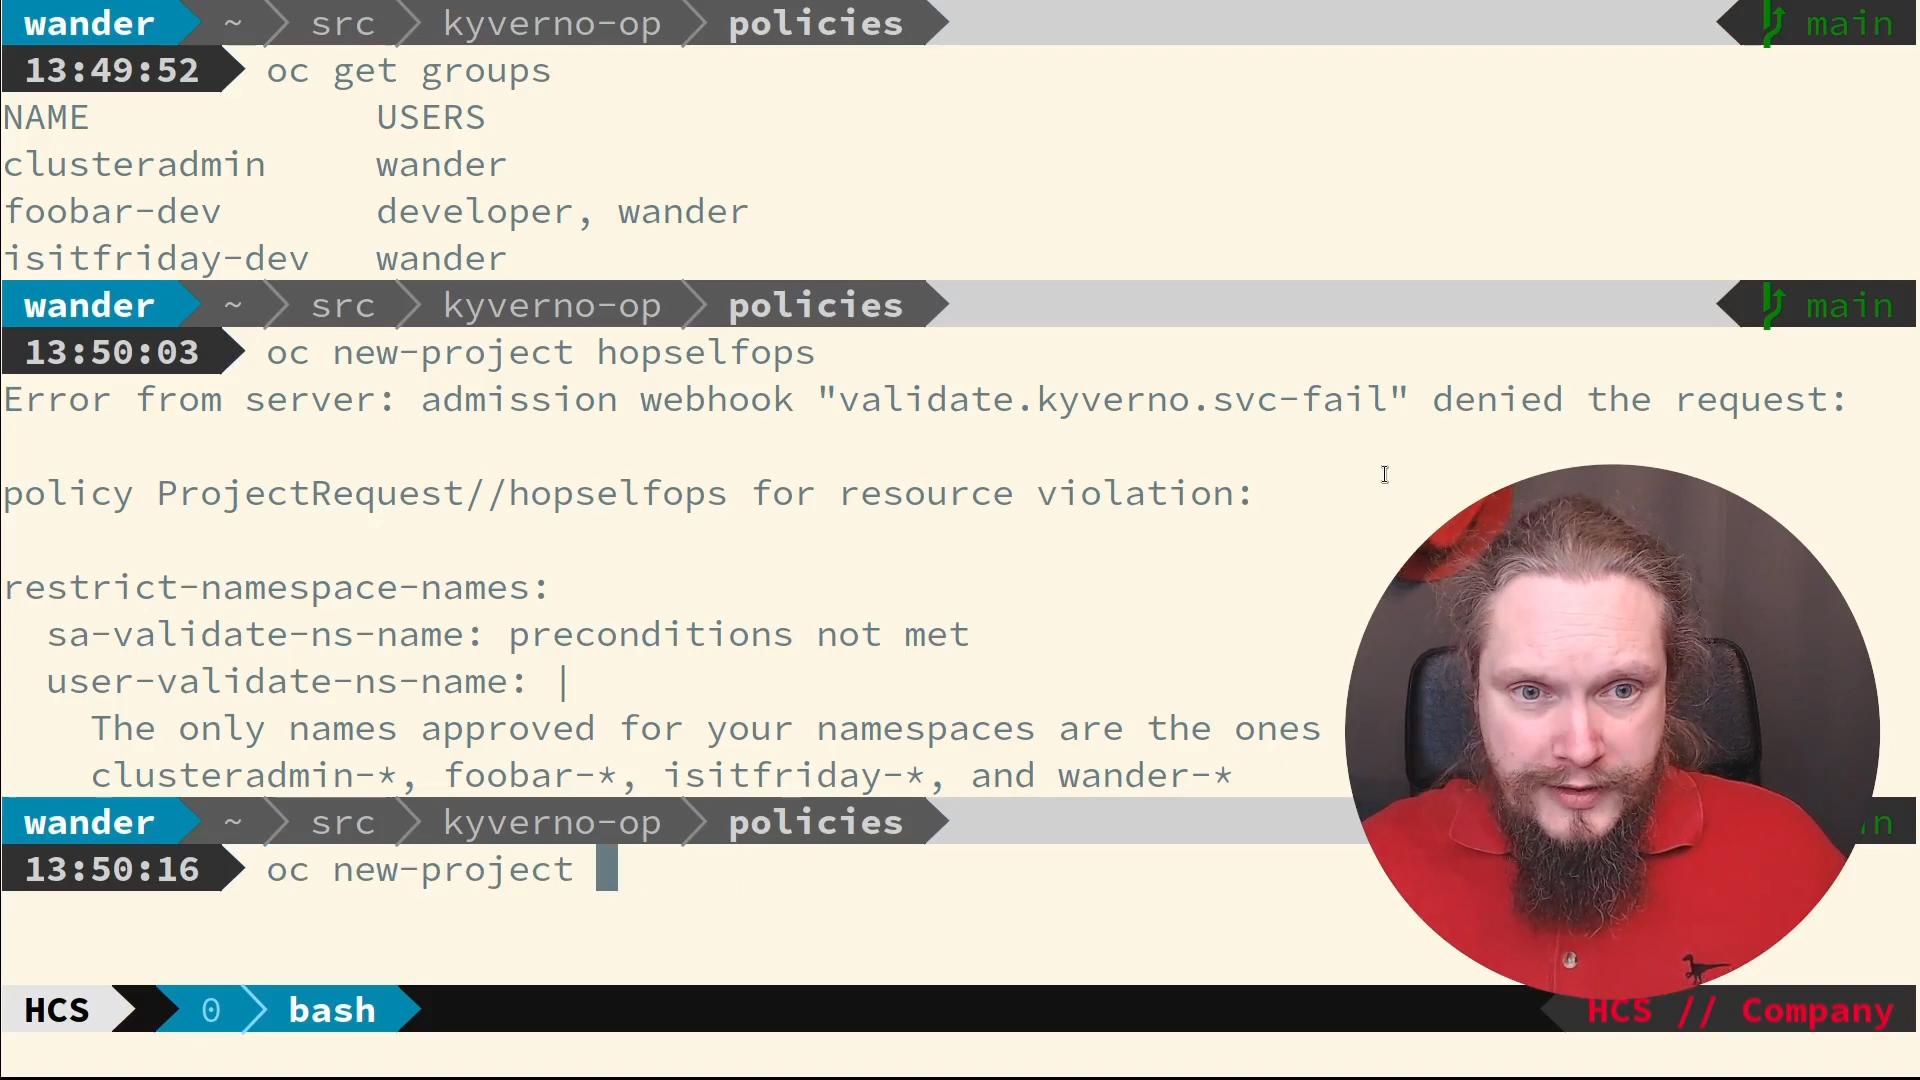 wander ~ src kyverno-op policies main
13:49:52 oc get groups
NAME USERS
clusteradmin wander
foobar-dev developer, wander
isitfriday-dev wander
wander ~ src kyverno-op policies main
13:50:03 oc new-project hopselfops
Error from server: admission webhook "validate.kyverno.svc-fail" denied the request:
policy ProjectRequest//hopselfops for resource violation:
restrict-namespace-names:
sa-validate-ns-name: preconditions not met
user-validate-ns-name: |
The only names approved for your namespaces are the ones
clusteradmin-*, foobar-*, isitfriday-*, and wander-*
wander ~ src kyverno-op policies
13:50:16 oc new-project
HCS 0 bash HCS // Company